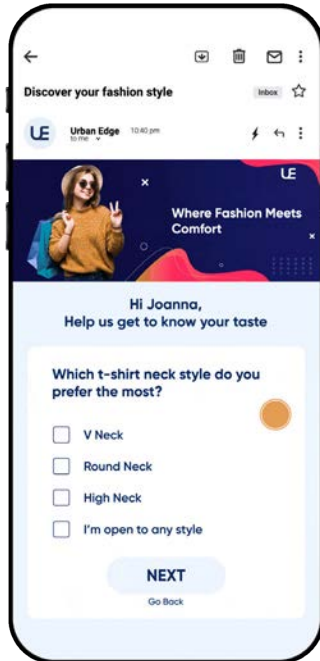 Discover your fashion style
Inbox
UE
Urban Edge 10:40 pm
to me
UE
Where Fashion Meets
Comfort
Hi Joanna,
Help us get to know your taste
Which t-shirt neck style do you
prefer the most?
V Neck
Round Neck
High Neck
I'm open to any style
NEXT
Go Back